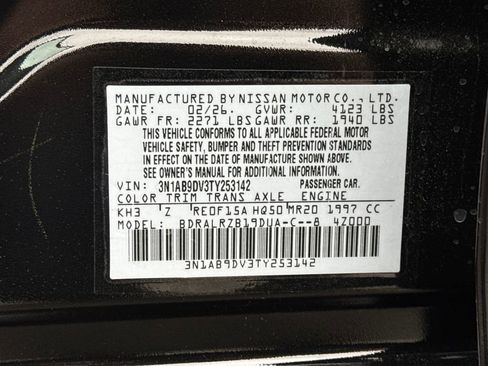 MANUFACTURED BY NISSAN MOTOR CO., LTD.
DATE: 02/26 GVWR: 4123 LBS
GAWR FR: 2271 LBS GAWR RR: 1940 LBS
THIS VEHICLE CONFORMS TO ALL APPLICABLE FEDERAL MOTOR
VEHICLE SAFETY, BUMPER, AND THEFT PREVENTION STANDARDS
IN EFFECT ON THE DATE OF MANUFACTURE SHOWN ABOVE.
SEE OWNER'S MANUAL FOR ADDITIONAL INFORMATION.
VIN: 3N1AB9DV3TY253142 PASSENGER CAR.
COLOR TRIM TRANS AXLE ENGINE
KH3 Z RE0F15A HQ50 MR20 1997 CC
MODEL: BDRALRZB19DUA-C--8 4Z000
3N1AB9DV3TY253142